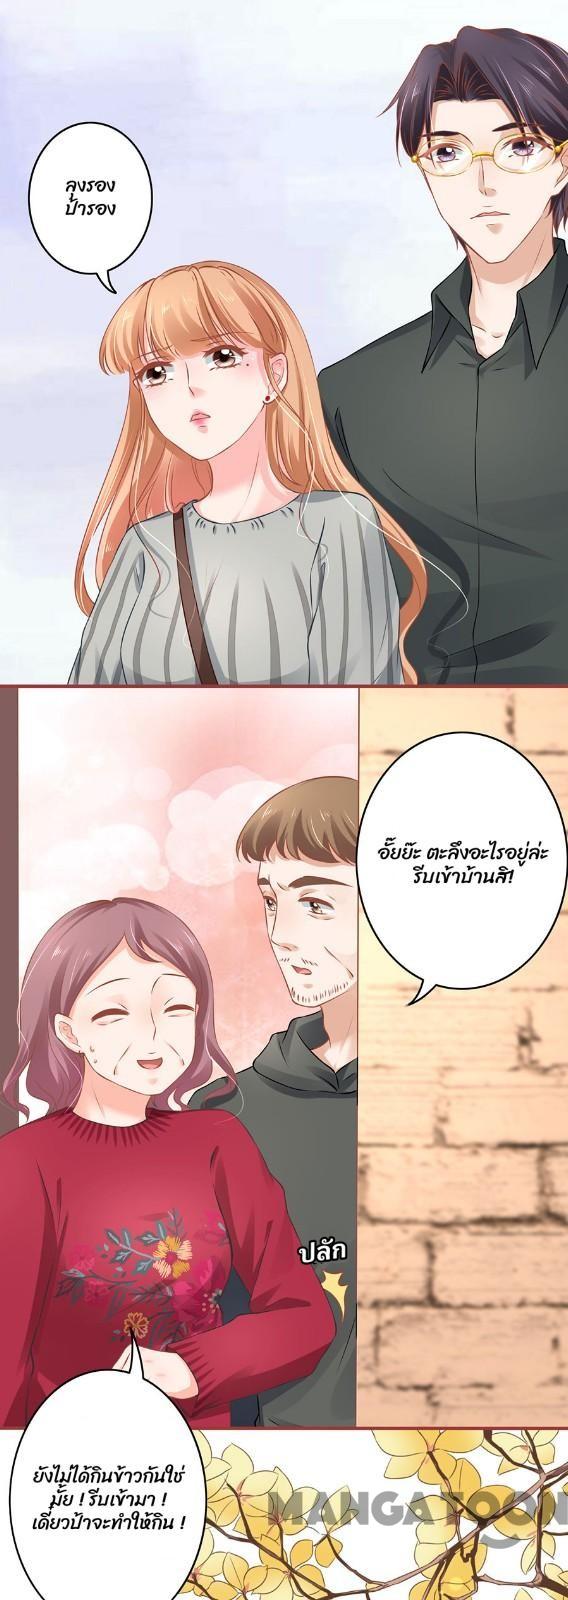 ลุงรอง
ป้ารอง
อั๊ยย๊ะ ตะลึงอะไรอยู่ล่ะ
รีบเข้าบ้านสิ!
ปลัก
ยังไม่ได้กินข้าวกันใช่
มั้ย ! รีบเข้ามา !
เดี๋ยวป้าจะทำให้กิน !
MANGATOON